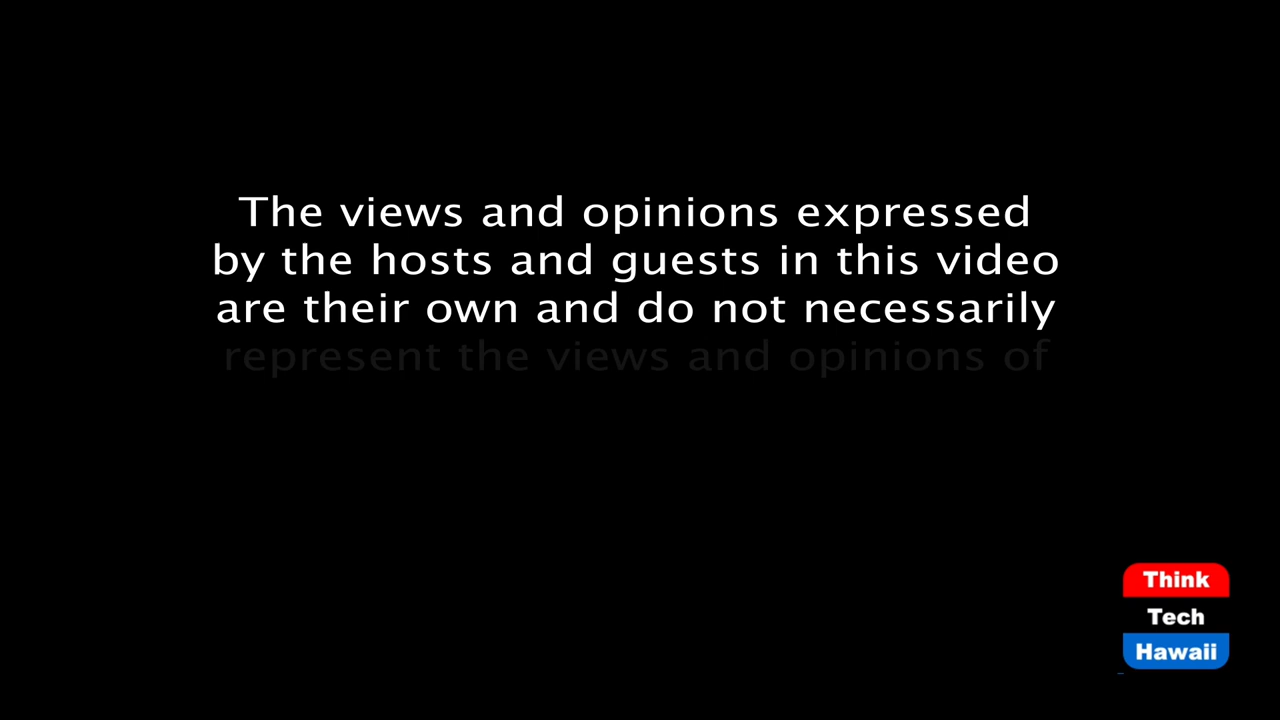 The views and opinions expressed
by the hosts and guests in this video
are their own and do not necessarily
represent the views and opinions of
Think
Tech
Hawaii